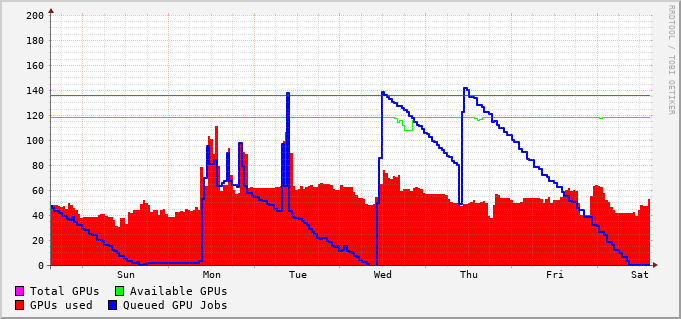 200
180
160
140
120
100
80
60
40
20
0
Sun Mon Tue Wed Thu Fri Sat
Total GPUs Available GPUs
GPUs used Queued GPU Jobs
RRDTOOL / TOBI OETIKER